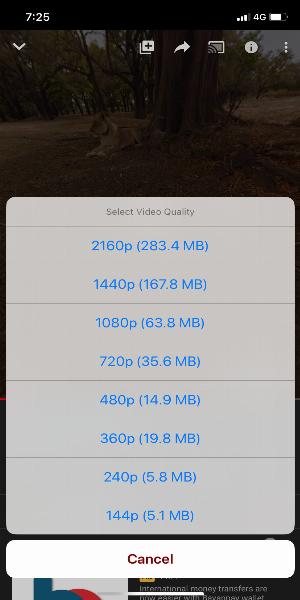 7:25
4G
Select Video Quality
2160p (283.4 MB)
1440p (167.8 MB)
1080p (63.8 MB)
720p (35.6 MB)
480p (14.9 MB)
360p (19.8 MB)
240p (5.8 MB)
144p (5.1 MB)
Cancel
International money transfers are
now easier with
wallet